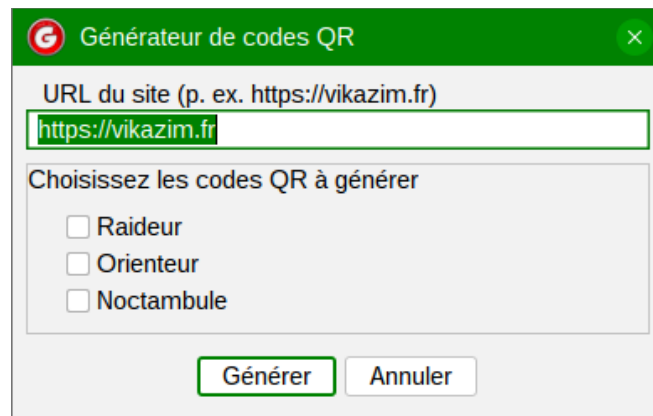 G Générateur de codes QR
URL du site (p. ex. https://vikazim.fr)
https://vikazim.fr
Choisissez les codes QR à générer
Raideur
Orienteur
Noctambule
Générer Annuler